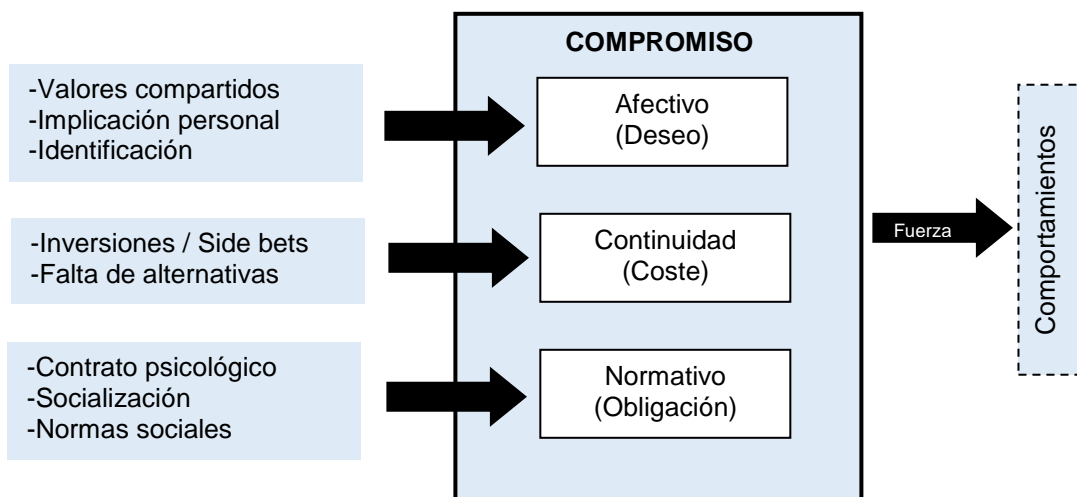 COMPROMISO
-Valores compartidos
-Implicación personal
-Identificación
Afectivo
(Deseo)
-Inversiones / Side bets
-Falta de alternativas
Continuidad
(Coste)
-Contrato psicológico
-Socialización
-Normas sociales
Normativo
(Obligación)
Fuerza
Comportamientos